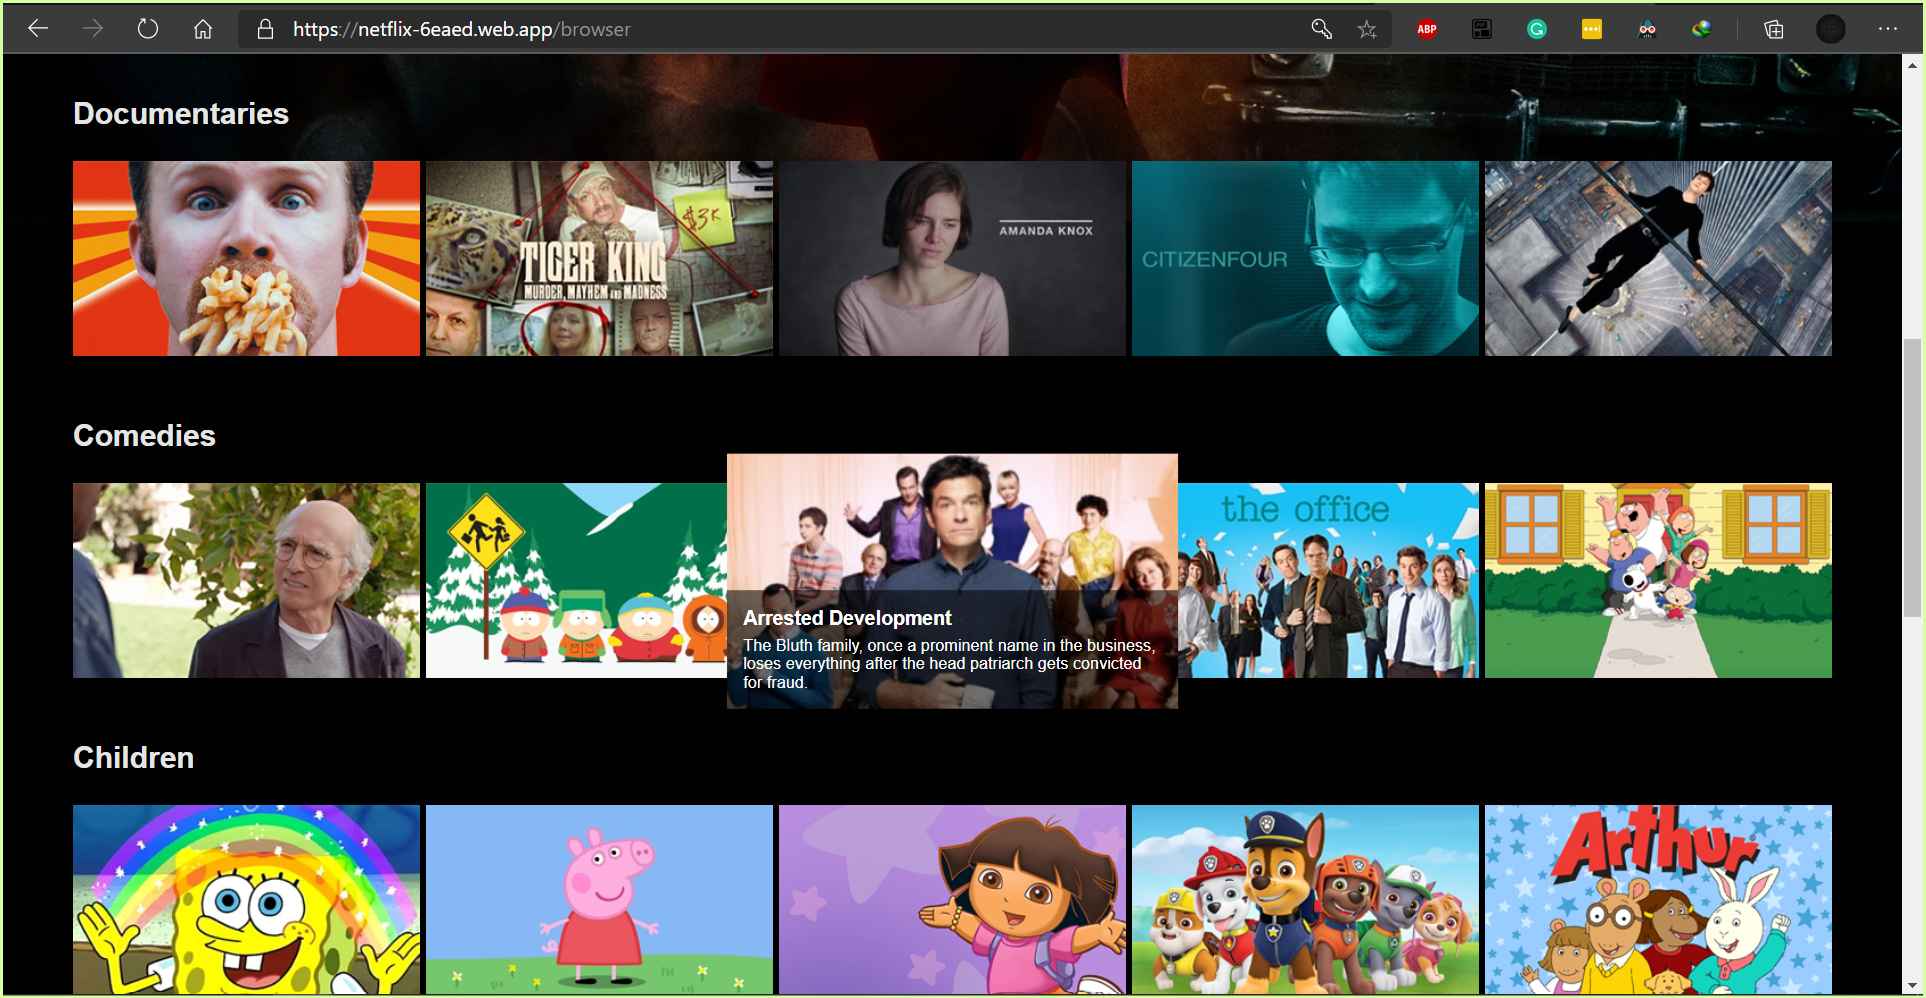 https://netflix-6eaed.web.app/browser
ABP
Documentaries
$3K
TIGER KING
MURDER, MAYHEM AND MADNESS
AMANDA KNOX
CITIZENFOUR
Comedies
the office
Arrested Development
The Bluth family, once a prominent name in the business,
loses everything after the head patriarch gets convicted
for fraud.
Children
Arthur